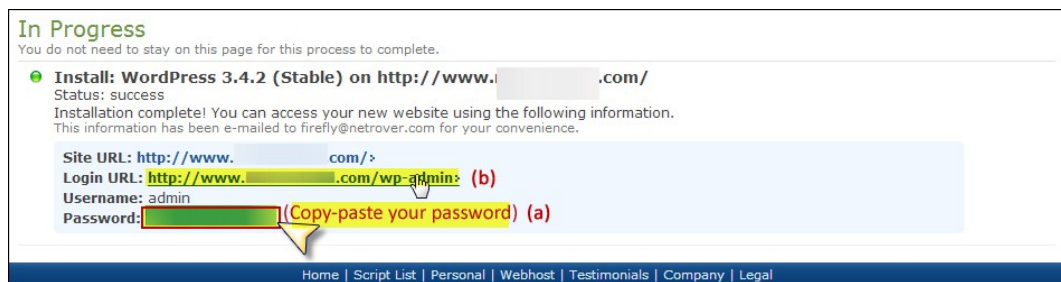 In Progress
You do not need to stay on this page for this process to complete.
Install: WordPress 3.4.2 (Stable) on http://www. .com/
Status: success
Installation complete! You can access your new website using the following information.
This information has been e-mailed to firefly@netrover.com for your convenience.
Site URL: http://www. com/>
Login URL: http://www. .com/wp-admin> (b)
Username: admin
Password: (Copy-paste your password) (a)
Home | Script List | Personal | Webhost | Testimonials | Company | Legal